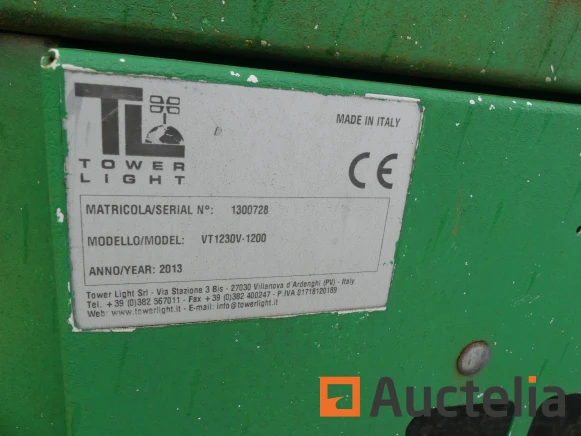 TL
TOWER
LIGHT
MADE IN ITALY
CE
MATRICOLA/SERIAL N°: 1300728
MODELLO/MODEL: VT1230V-1200
ANNO/YEAR: 2013
Tower Light Srl - Via Stazione 3 Bis - 27030 Villanova d'Ardenghi (PV) - Italy
Tel. + 39 (0)382 567011 - Fax + 39 (0)382 400247 - P.IVA 01718120189
Web: www.towerlight.it - E-mail: info@towerlight.it
Auctelia